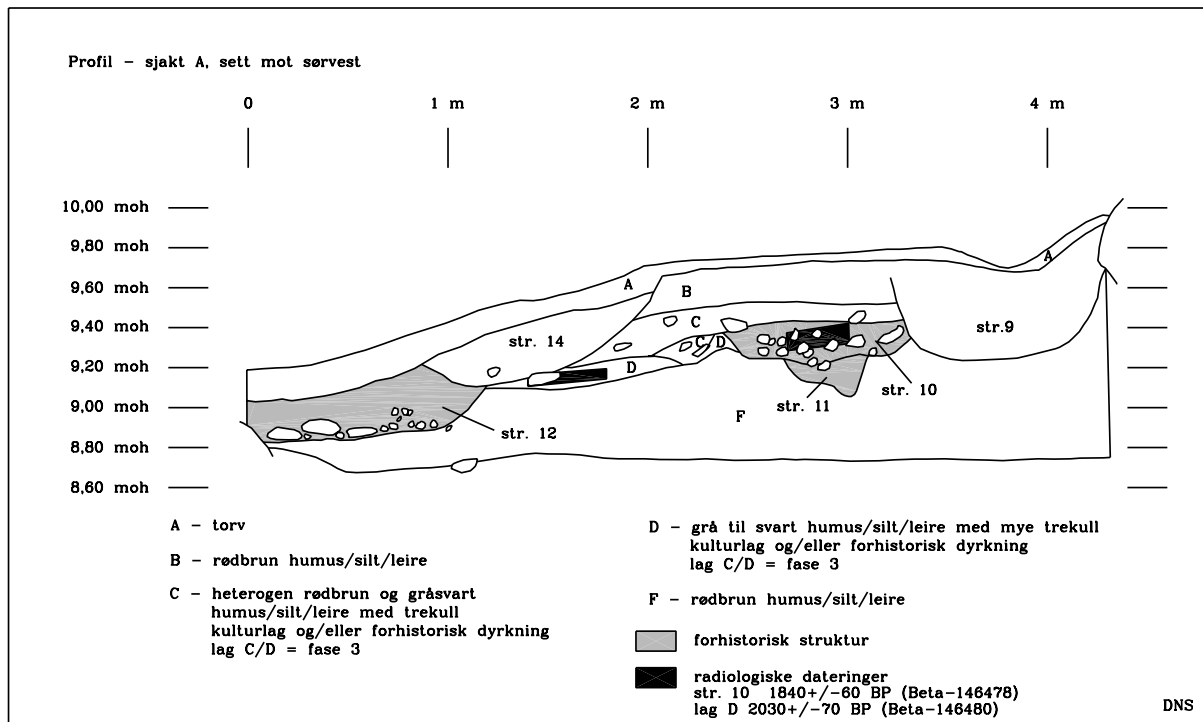 Profil – sjakt A, sett mot sørvest
0 1 m 2 m 3 m 4 m
10,00 moh
9,80 moh
A
9,60 moh
A B
9,40 moh
C
str.9
str. 14
C/D
9,20 moh
D
str. 10
9,00 moh
str. 11
F
str. 12
8,80 moh
8,60 moh
A – torv
B – rødbrun humus/silt/leire
C – heterogen rødbrun og gråsvart
humus/silt/leire med trekull
kulturlag og/eller forhistorisk dyrkning
lag C/D = fase 3
D – grå til svart humus/silt/leire med mye trekull
kulturlag og/eller forhistorisk dyrkning
lag C/D = fase 3
F – rødbrun humus/silt/leire
forhistorisk struktur
radiologiske dateringer
str. 10 1840+/-60 BP (Beta-146478)
lag D 2030+/-70 BP (Beta-146480)
DNS